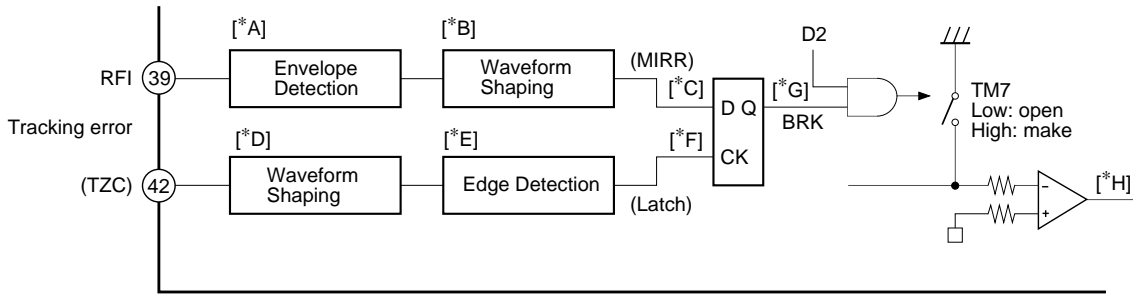 [*A]
[*B]
D2
RFI
39
Envelope
Detection
Waveform
Shaping
(MIRR)
[*C]
D Q
[*G]
BRK
TM7
Low: open
High: make
Tracking error
[*D]
[*E]
[*F]
CK
(TZC)
42
Waveform
Shaping
Edge Detection
(Latch)
−
+
[*H]